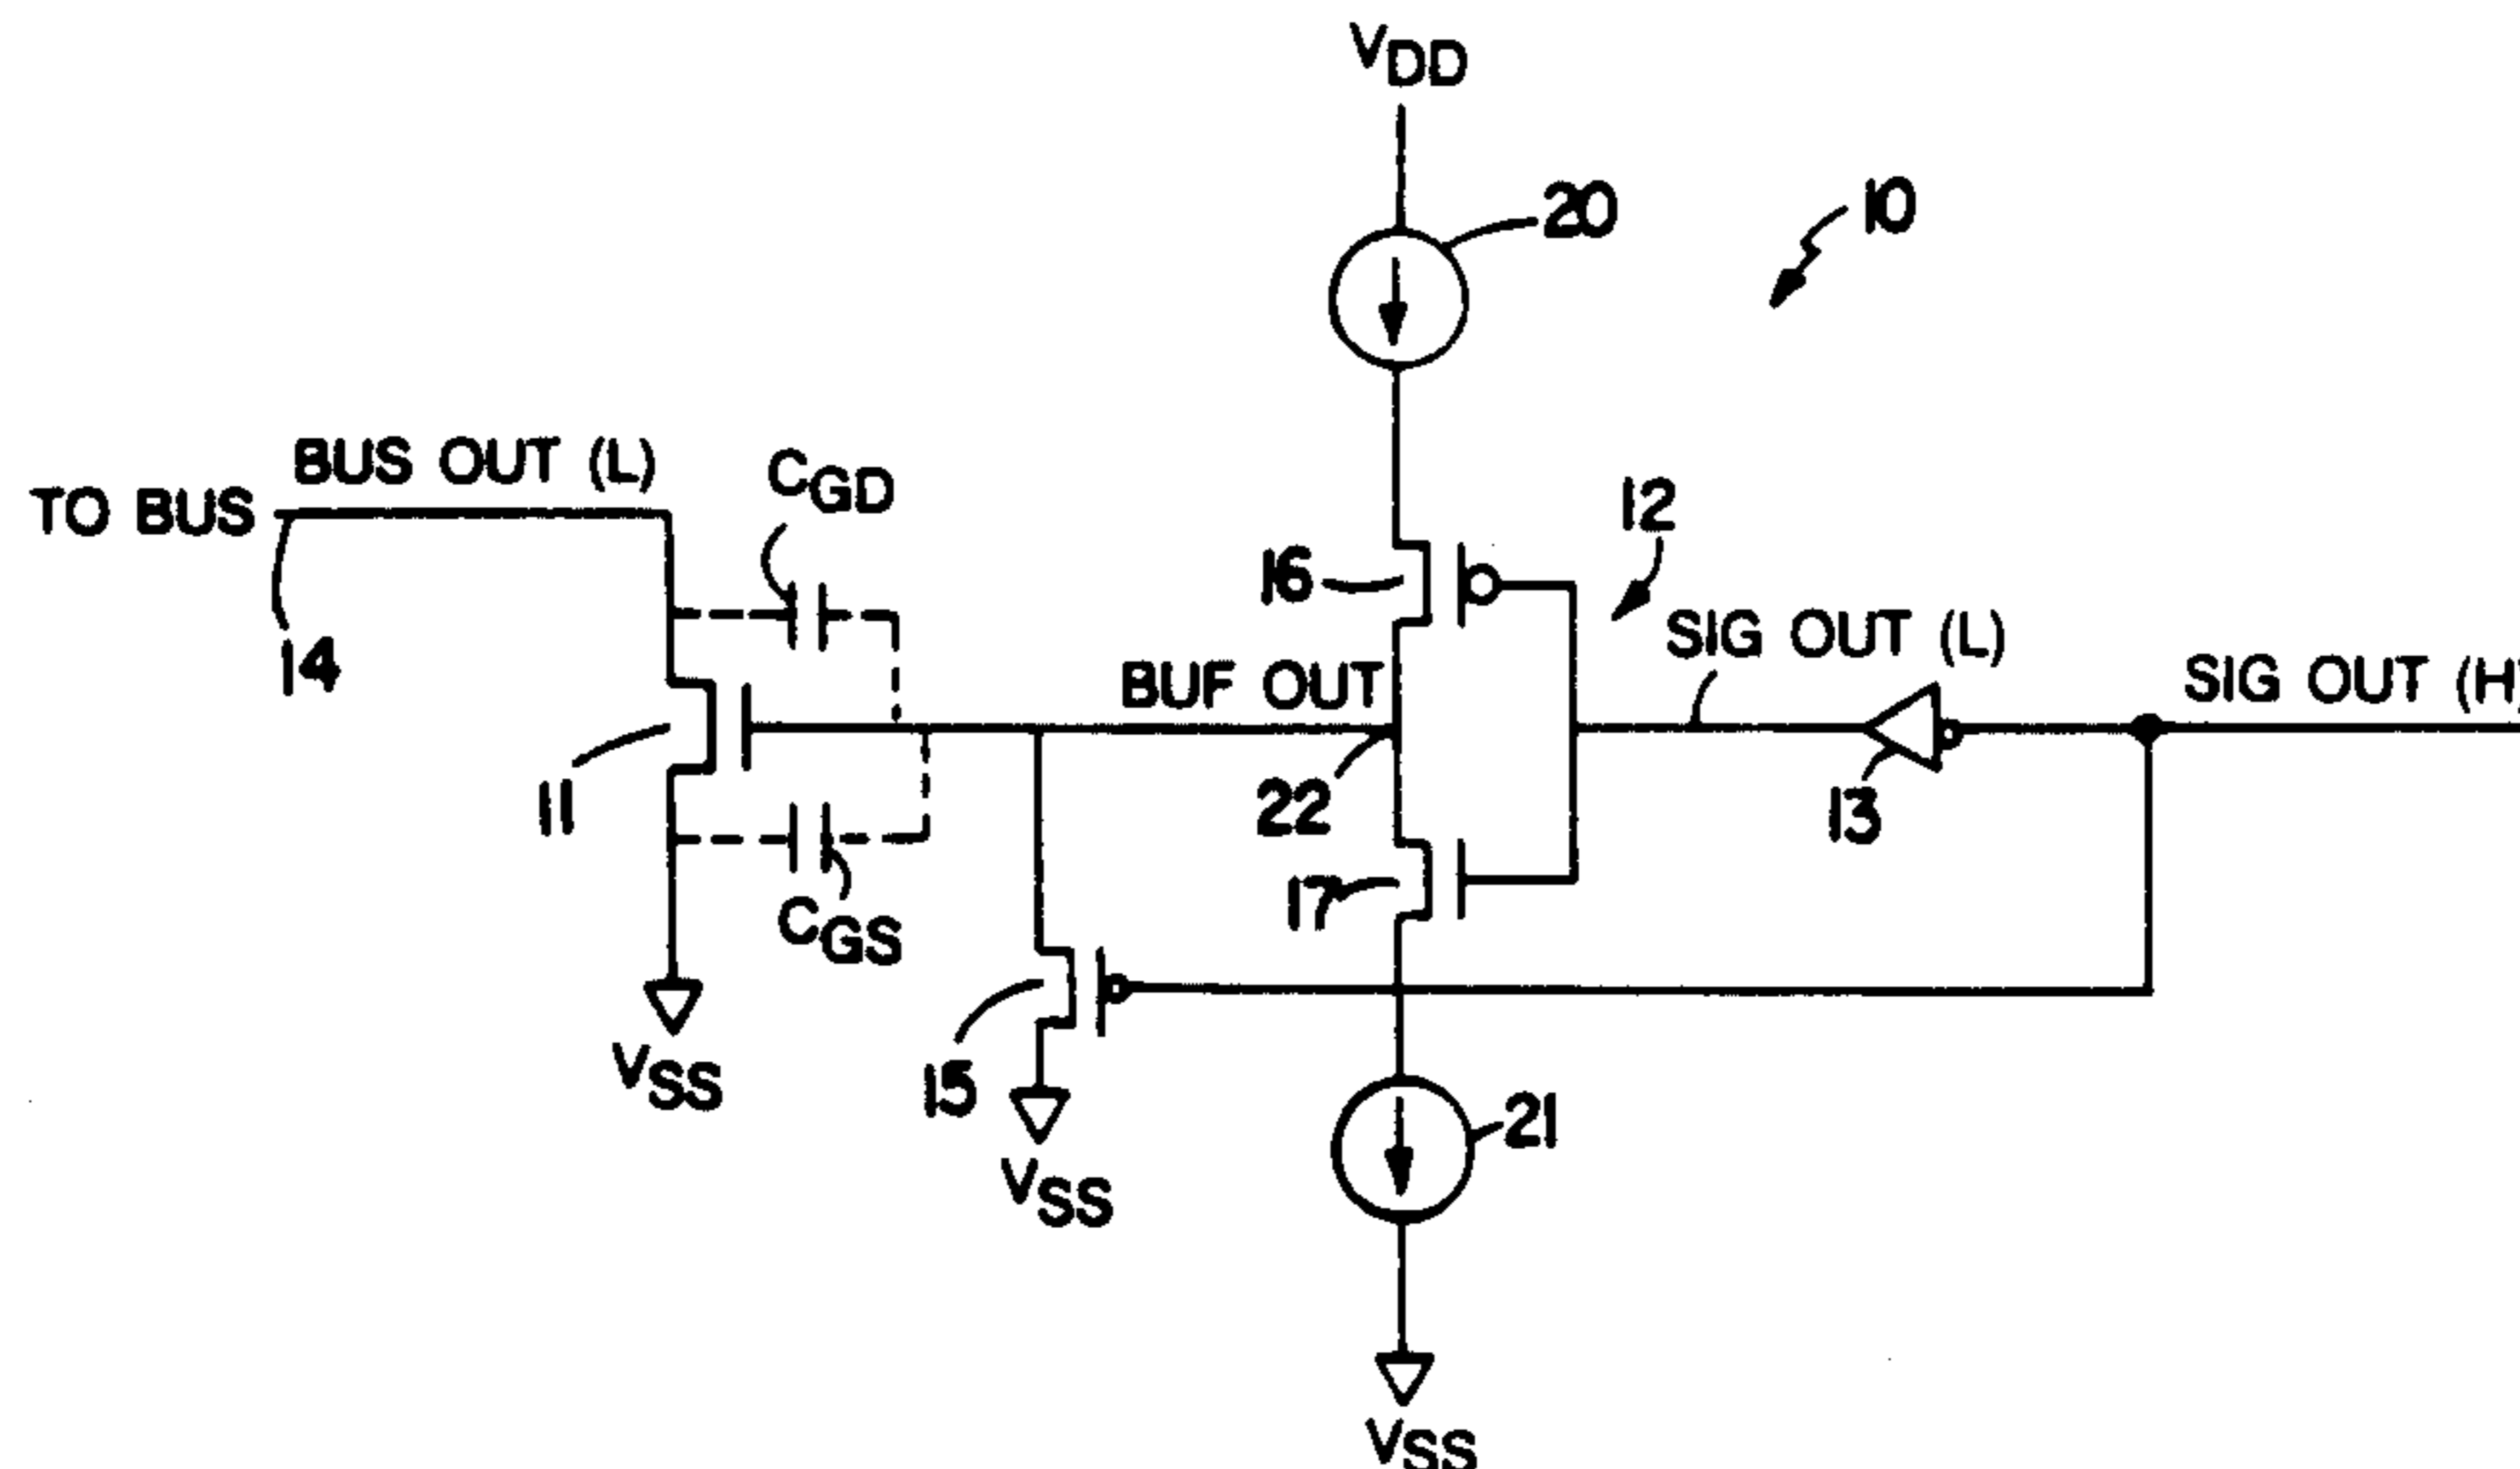 VDD
20
10
BUS OUT (L)
TO BUS
CGD
12
16
14
SIG OUT (L)
SIG OUT (H)
BUF OUT
11
22
13
17
CGS
15
VSS
21
VSS
VSS